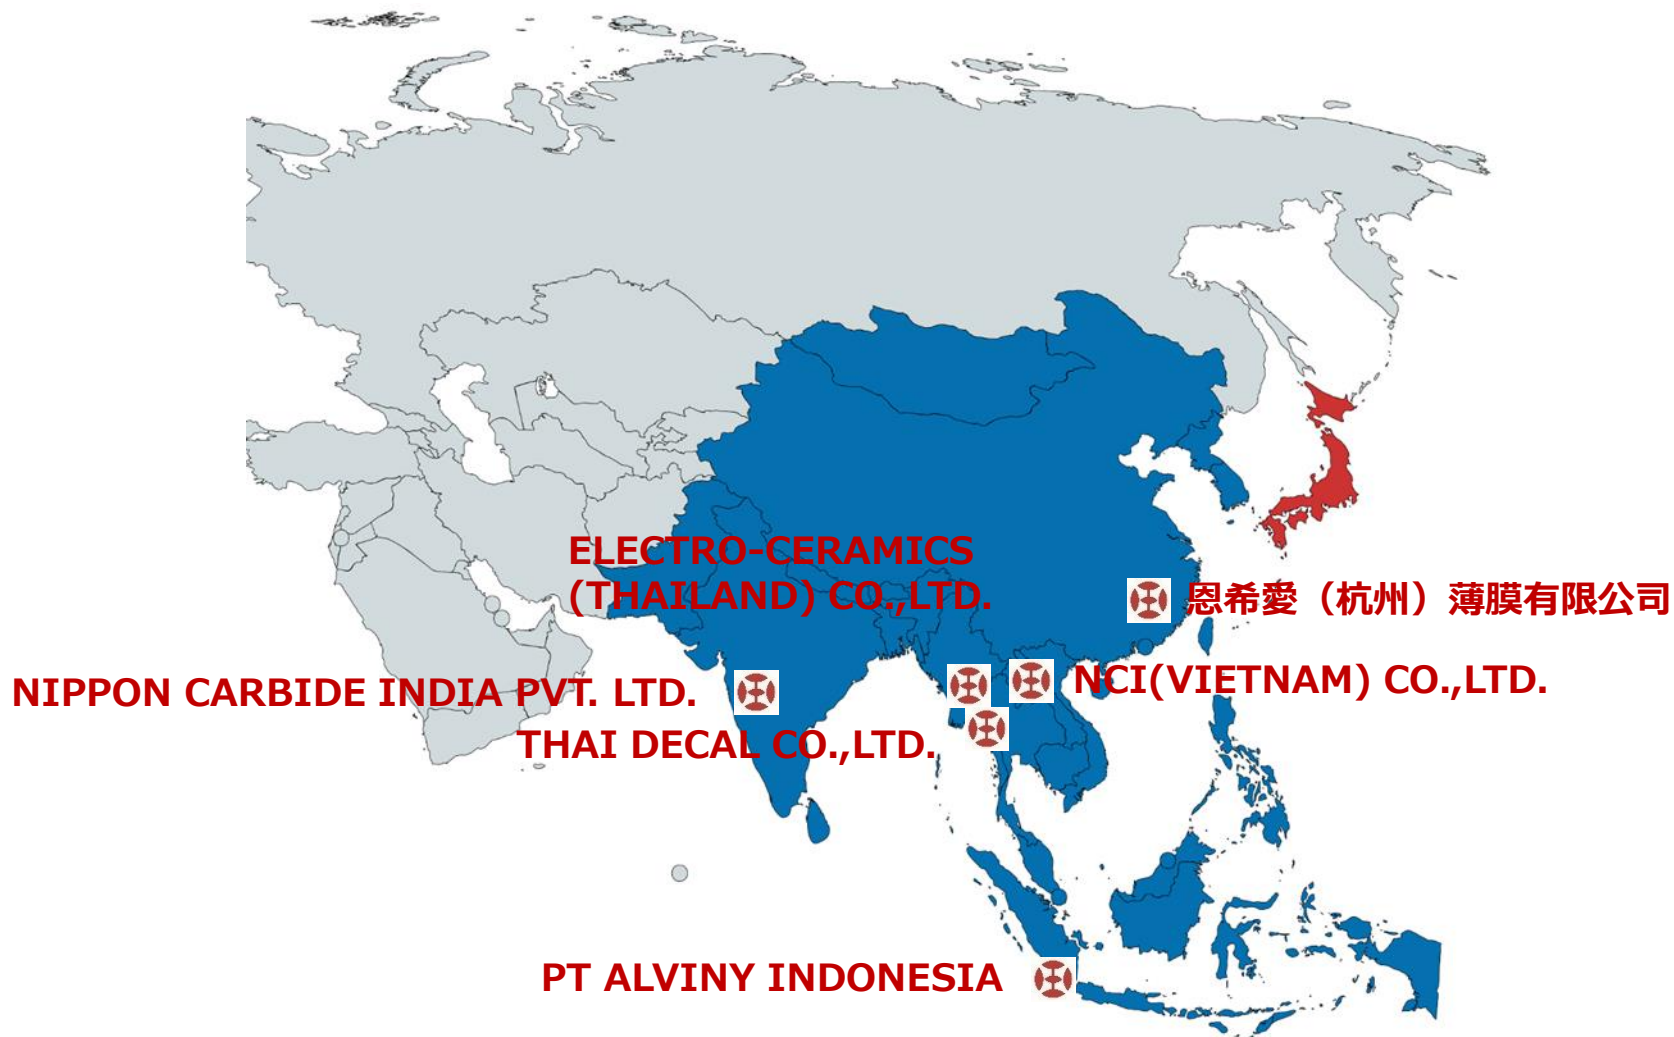 ELECTRO-CERAMICS
(THAILAND) CO.,LTD.
恩希愛（杭州）薄膜有限公司
NIPPON CARBIDE INDIA PVT. LTD.
NCI(VIETNAM) CO.,LTD.
THAI DECAL CO.,LTD.
PT ALVINY INDONESIA